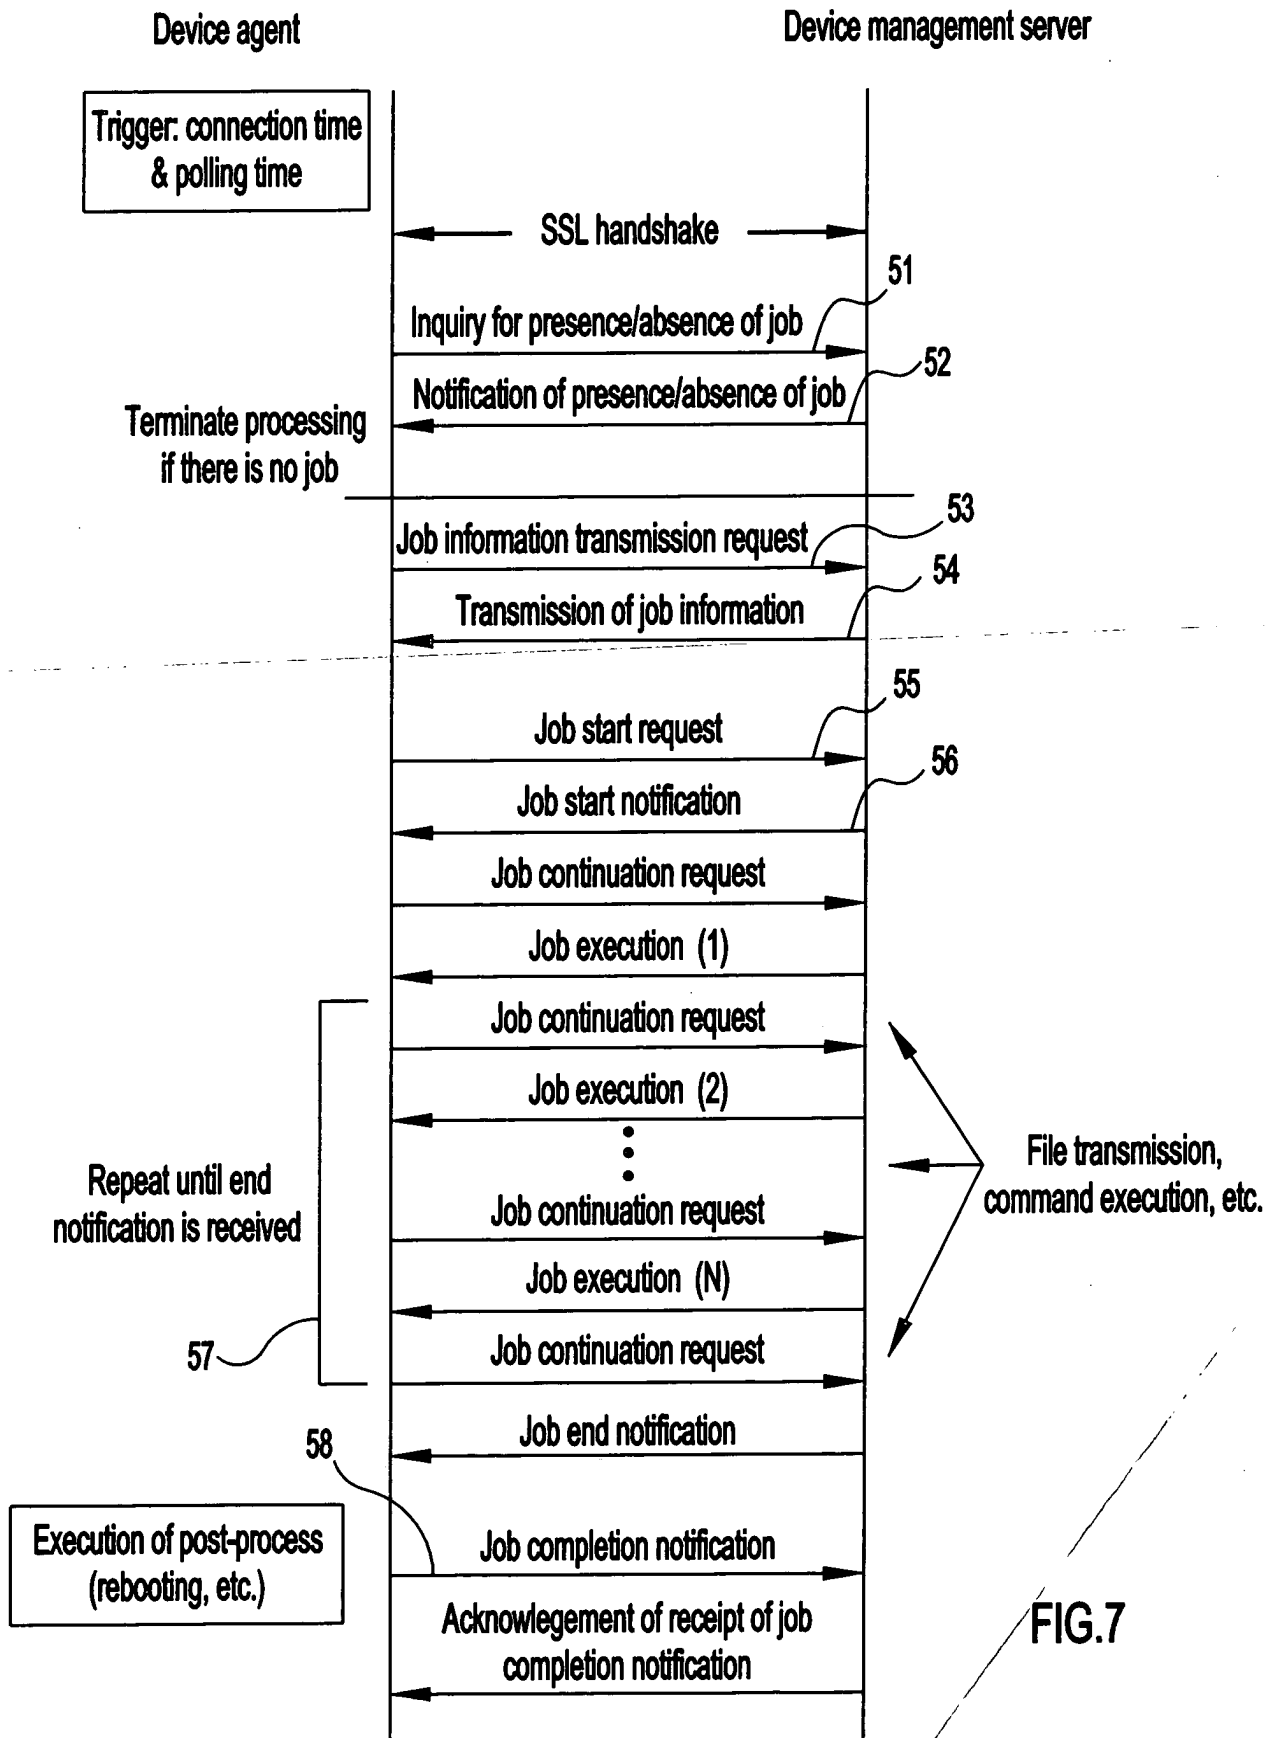 Device agent
Device management server
Trigger: connection time
& polling time
SSL handshake
51
Inquiry for presence/absence of job
52
Notification of presence/absence of job
Terminate processing
if there is no job
53
Job information transmission request
54
Transmission of job information
55
Job start request
56
Job start notification
Job continuation request
Job execution (1)
Job continuation request
Job execution (2)
Repeat until end
notification is received
File transmission,
command execution, etc.
Job continuation request
Job execution (N)
57
Job continuation request
Job end notification
58
Execution of post-process
(rebooting, etc.)
Job completion notification
Acknowlegement of receipt of job
completion notification
FIG.7